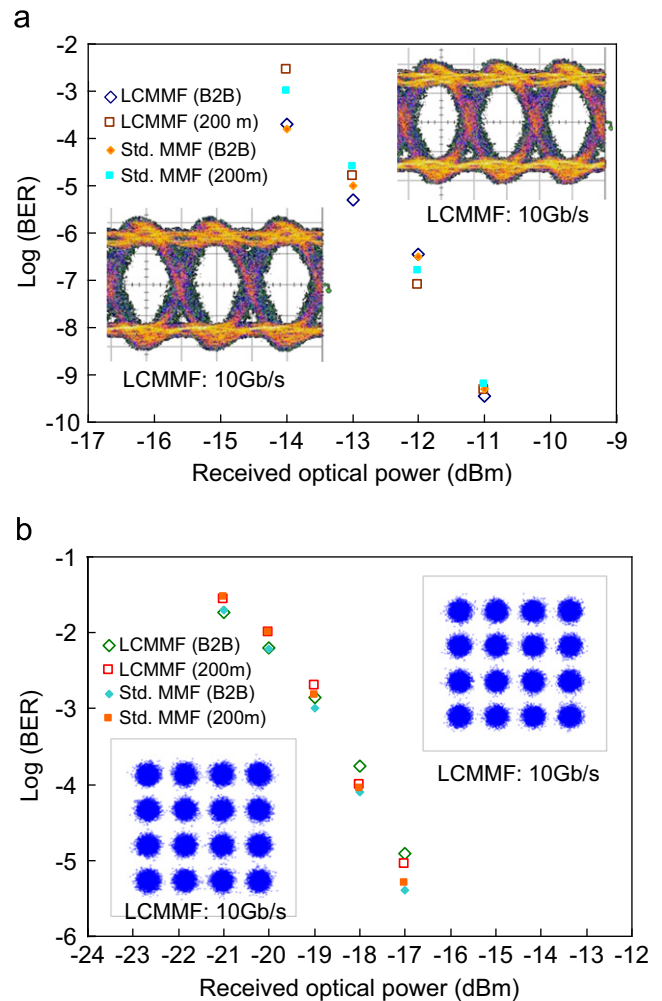 a
-2
-3
-4
-5
-6
-7
-8
-9
-10
Log (BER)
LCMMF (B2B)
LCMMF (200 m)
Std. MMF (B2B)
Std. MMF (200m)
LCMMF: 10Gb/s
LCMMF: 10Gb/s
-17 -16 -15 -14 -13 -12 -11 -10 -9
Received optical power (dBm)
b
-1
-2
-3
-4
-5
-6
Log (BER)
LCMMF (B2B)
LCMMF (200m)
Std. MMF (B2B)
Std. MMF (200m)
LCMMF: 10Gb/s
LCMMF: 10Gb/s
-24 -23 -22 -21 -20 -19 -18 -17 -16 -15 -14 -13 -12
Received optical power (dBm)